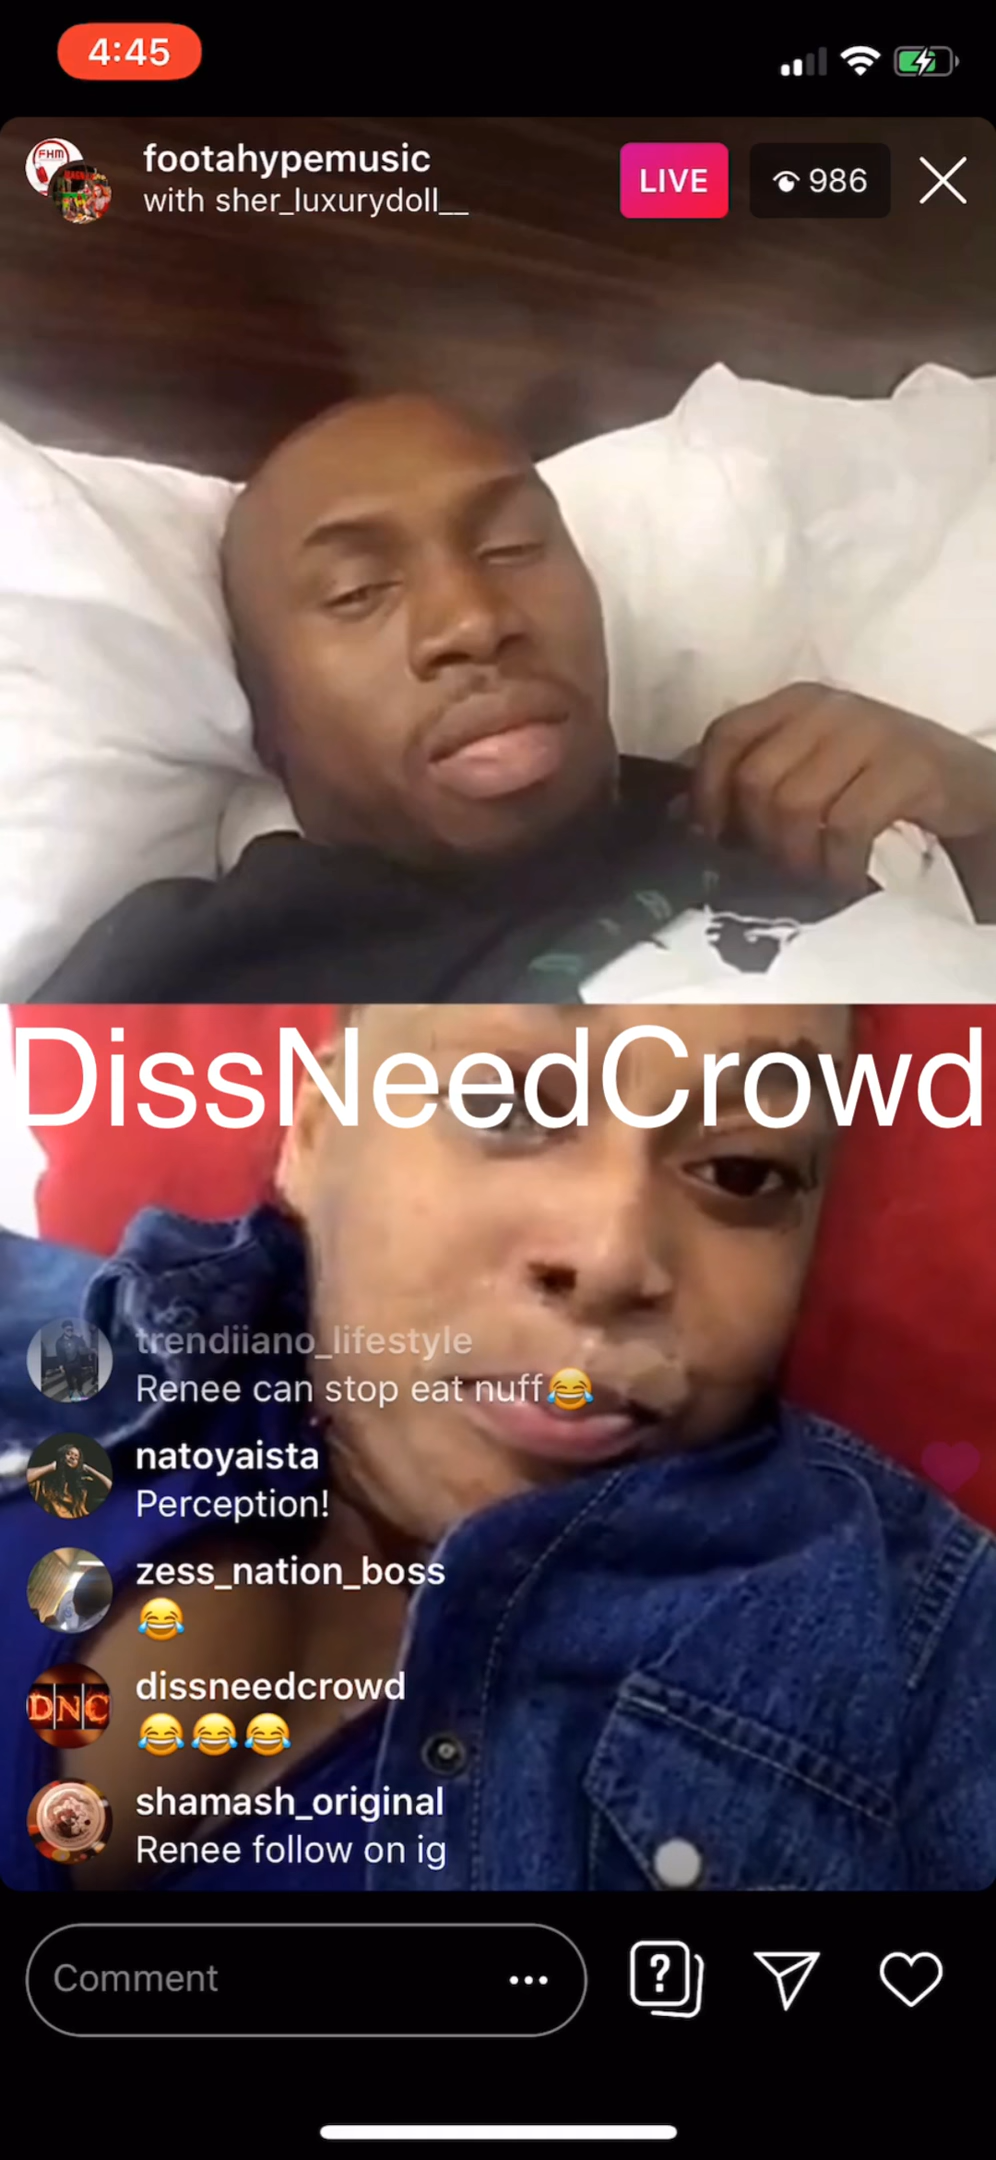 4:45
FHM
footahypemusic
with sher_luxurydoll__
LIVE
986
DissNeedCrowd
trendiiano_lifestyle
Renee can stop eat nuff😂
natoyaista
Perception!
zess_nation_boss
😂
DNC
dissneedcrowd
😂😂😂
shamash_original
Renee follow on ig
Comment
?